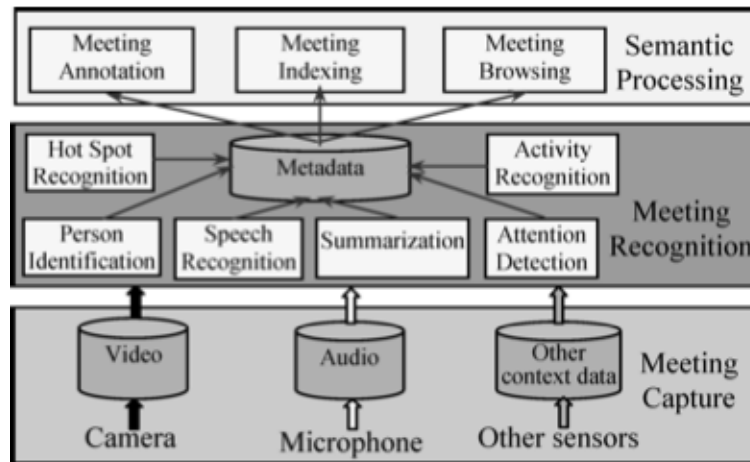 Meeting
Annotation
Meeting
Indexing
Meeting
Browsing
Semantic
Processing
Hot Spot
Recognition
Metadata
Activity
Recognition
Meeting
Recognition
Person
Identification
Speech
Recognition
Summarization
Attention
Detection
Video
Audio
Other
context data
Meeting
Capture
Camera
Microphone
Other sensors